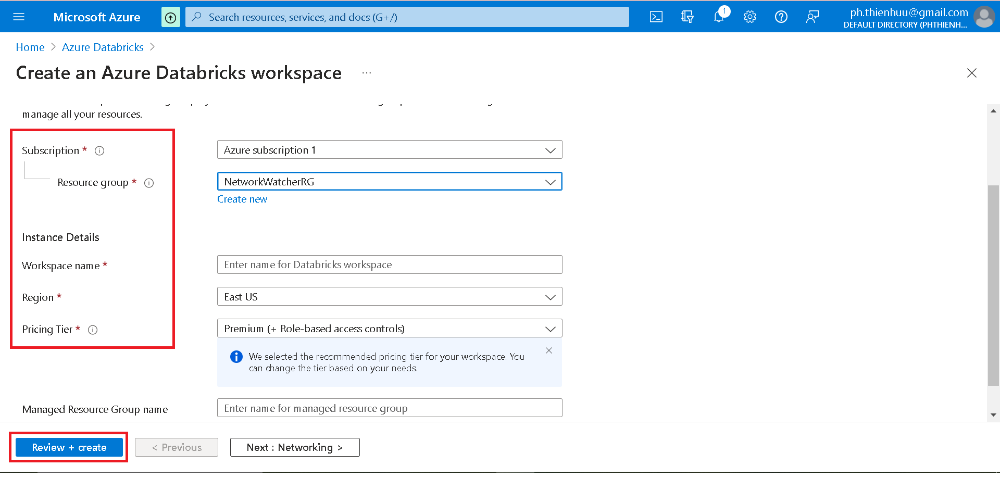 Microsoft Azure
Search resources, services, and docs (G+/)
1
ph.thienhuu@gmail.com
DEFAULT DIRECTORY (PHTHIENH...
Home > Azure Databricks >
Create an Azure Databricks workspace ...
manage all your resources.
Subscription *
Azure subscription 1
Resource group *
NetworkWatcherRG
Create new
Instance Details
Workspace name *
Enter name for Databricks workspace
Region *
East US
Pricing Tier *
Premium (+ Role-based access controls)
We selected the recommended pricing tier for your workspace. You
can change the tier based on your needs.
Managed Resource Group name
Enter name for managed resource group
Review + create
< Previous
Next : Networking >